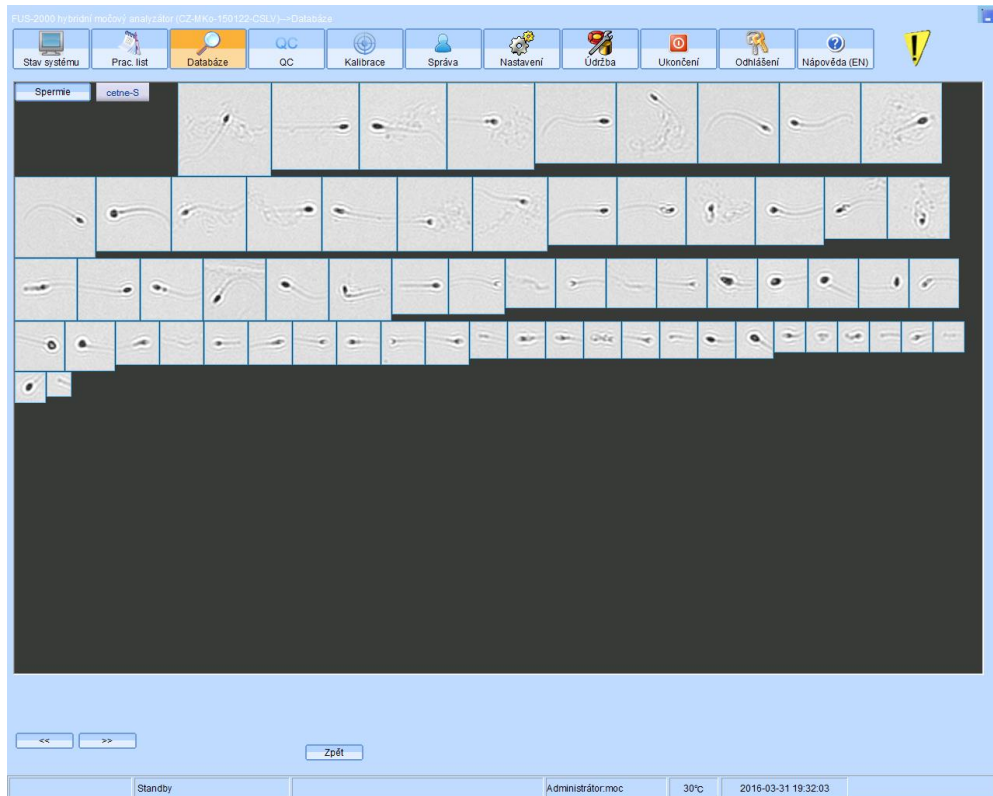 FUS-2000 hybridní močový analyzátor (CZ-MKo-150122-CSLV)-->Databáze
Stav systému Prac. list Databáze QC QC Kalibrace Správa Nastavení Údržba Ukončení Odhlášení Nápověda (EN)
Spermie cetne-S
<< >>
Zpět
Standby Administrátor:moc 30°C 2016-03-31 19:32:03